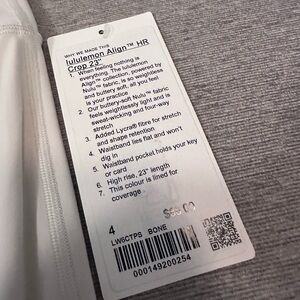 WHY WE MADE THIS
lululemon Align™ HR
Crop 23"
1. When feeling nothing is
everything. The lululemon
Align™ collection, powered by
Nulu™ fabric, is so weightless
and buttery soft, all you feel
is your practice
2. Our buttery-soft Nulu™ fabric
feels weightlessly light and is
sweat-wicking and four-way
stretch
3. Added Lycra® fibre for stretch
and shape retention
4. Waistband lies flat and won't
dig in
5. Waistband pocket holds your key
or card
6. High rise, 23" length
7. This colour is lined for
coverage
4
LW6CTPS BONE
000149200254